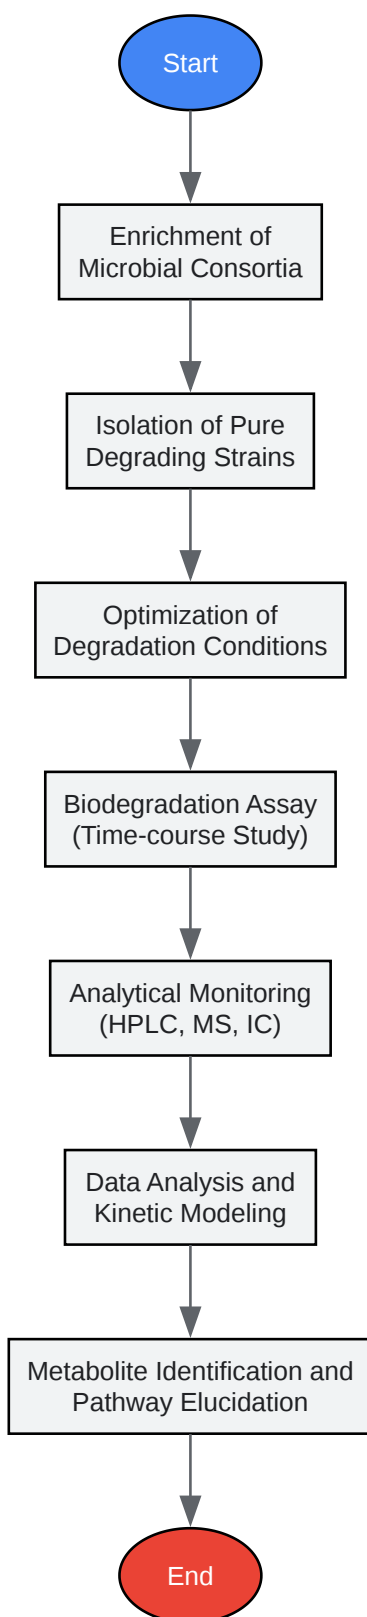 Start
Enrichment of
Microbial Consortia
Isolation of Pure
Degrading Strains
Optimization of
Degradation Conditions
Biodegradation Assay
(Time-course Study)
Analytical Monitoring
(HPLC, MS, IC)
Data Analysis and
Kinetic Modeling
Metabolite Identification and
Pathway Elucidation
End